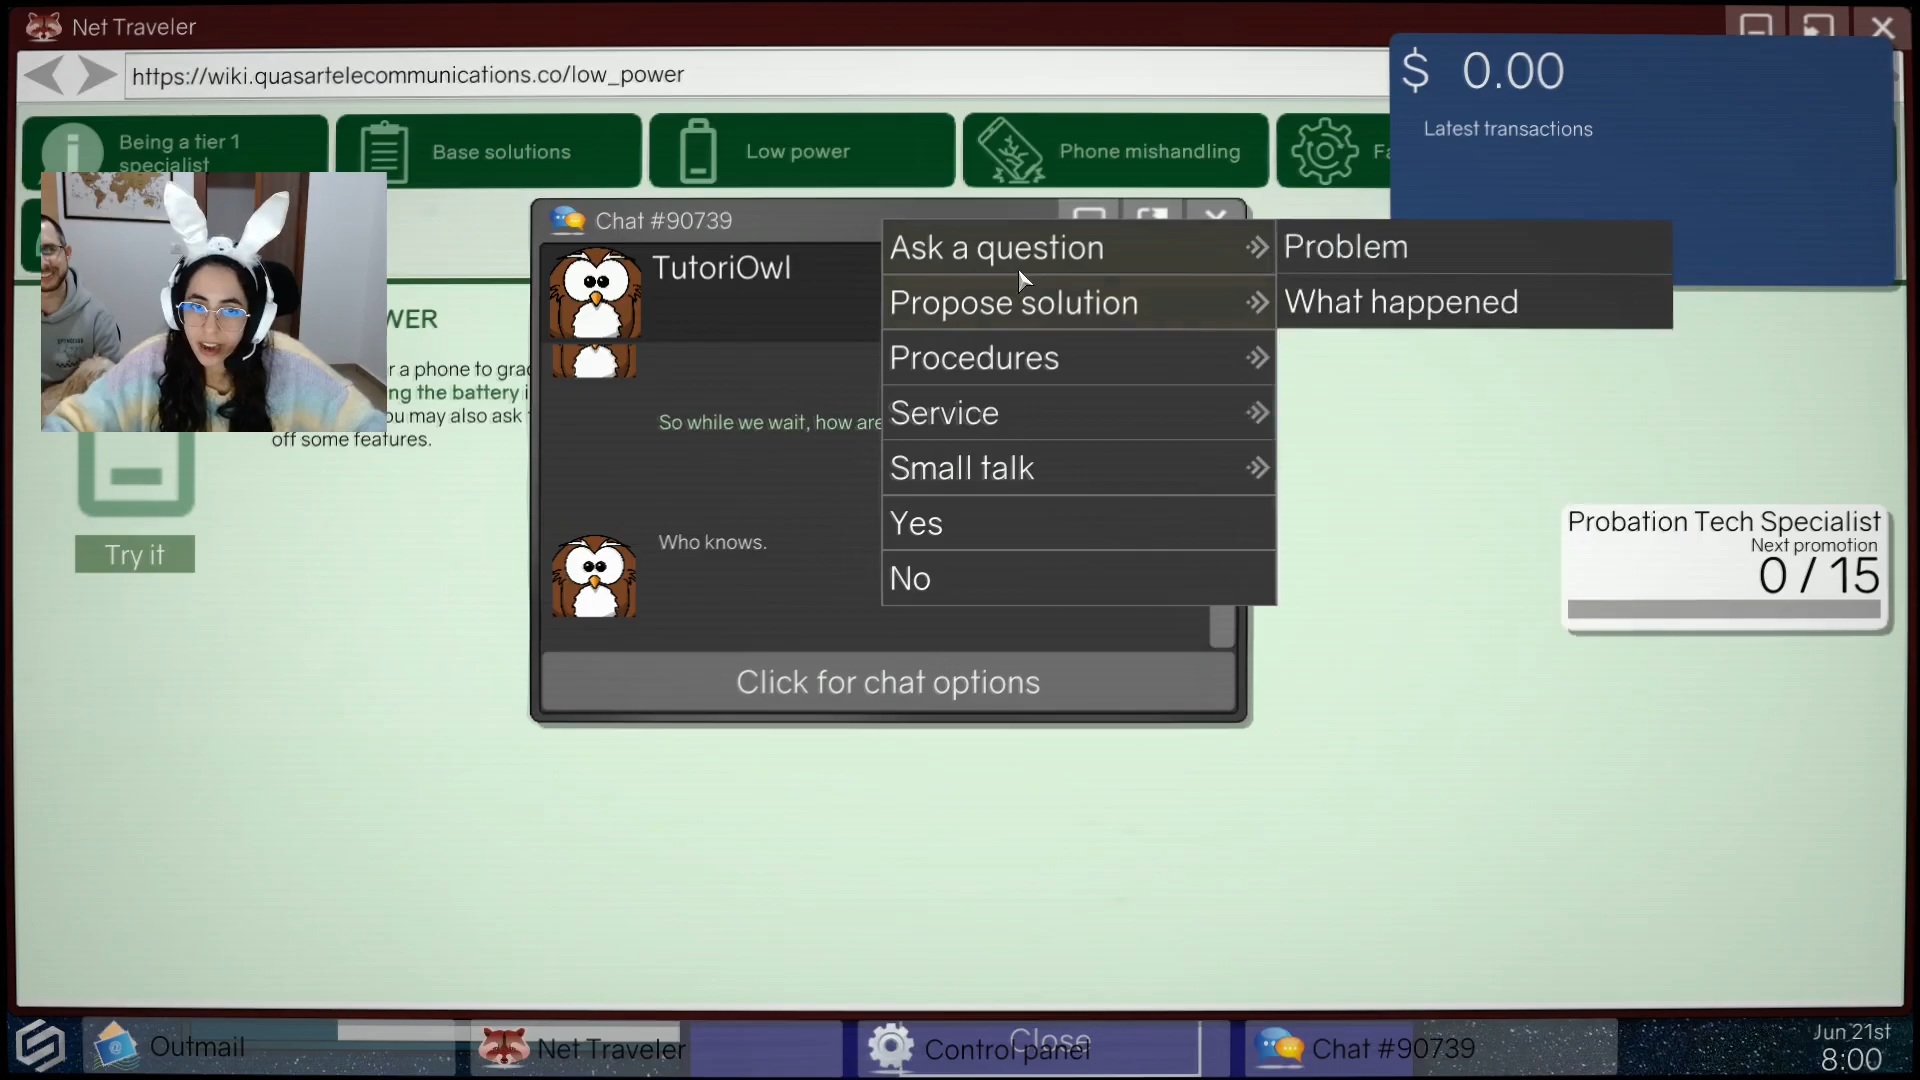 Net Traveler
https://wiki.quasartelecommunications.co/low_power
$ 0.00
Latest transactions
Being a tier 1
specialist
Base solutions
Low power
Phone mishandling
Chat #90739
TutoriOwl
Ask a question
Propose solution
Procedures
Service
Small talk
Yes
No
Problem
What happened
So while we wait, how are
Who knows.
Click for chat options
r a phone to
ng the battery
ou may also ask
off some features.
Try it
Probation Tech Specialist
Next promotion
0 / 15
Outmail
Net Traveler
Control panel
Close
Chat #90739
Jun 21st
8:00